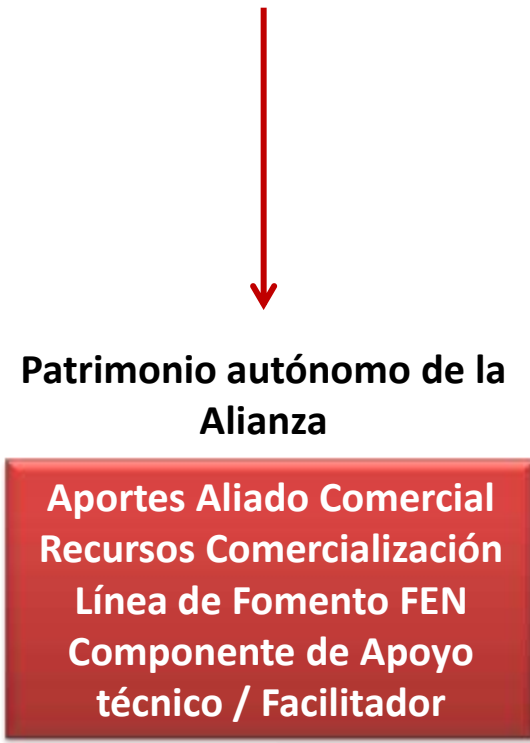 Patrimonio autónomo de la
Alianza
Aportes Aliado Comercial
Recursos Comercialización
Línea de Fomento FEN
Componente de Apoyo
técnico / Facilitador